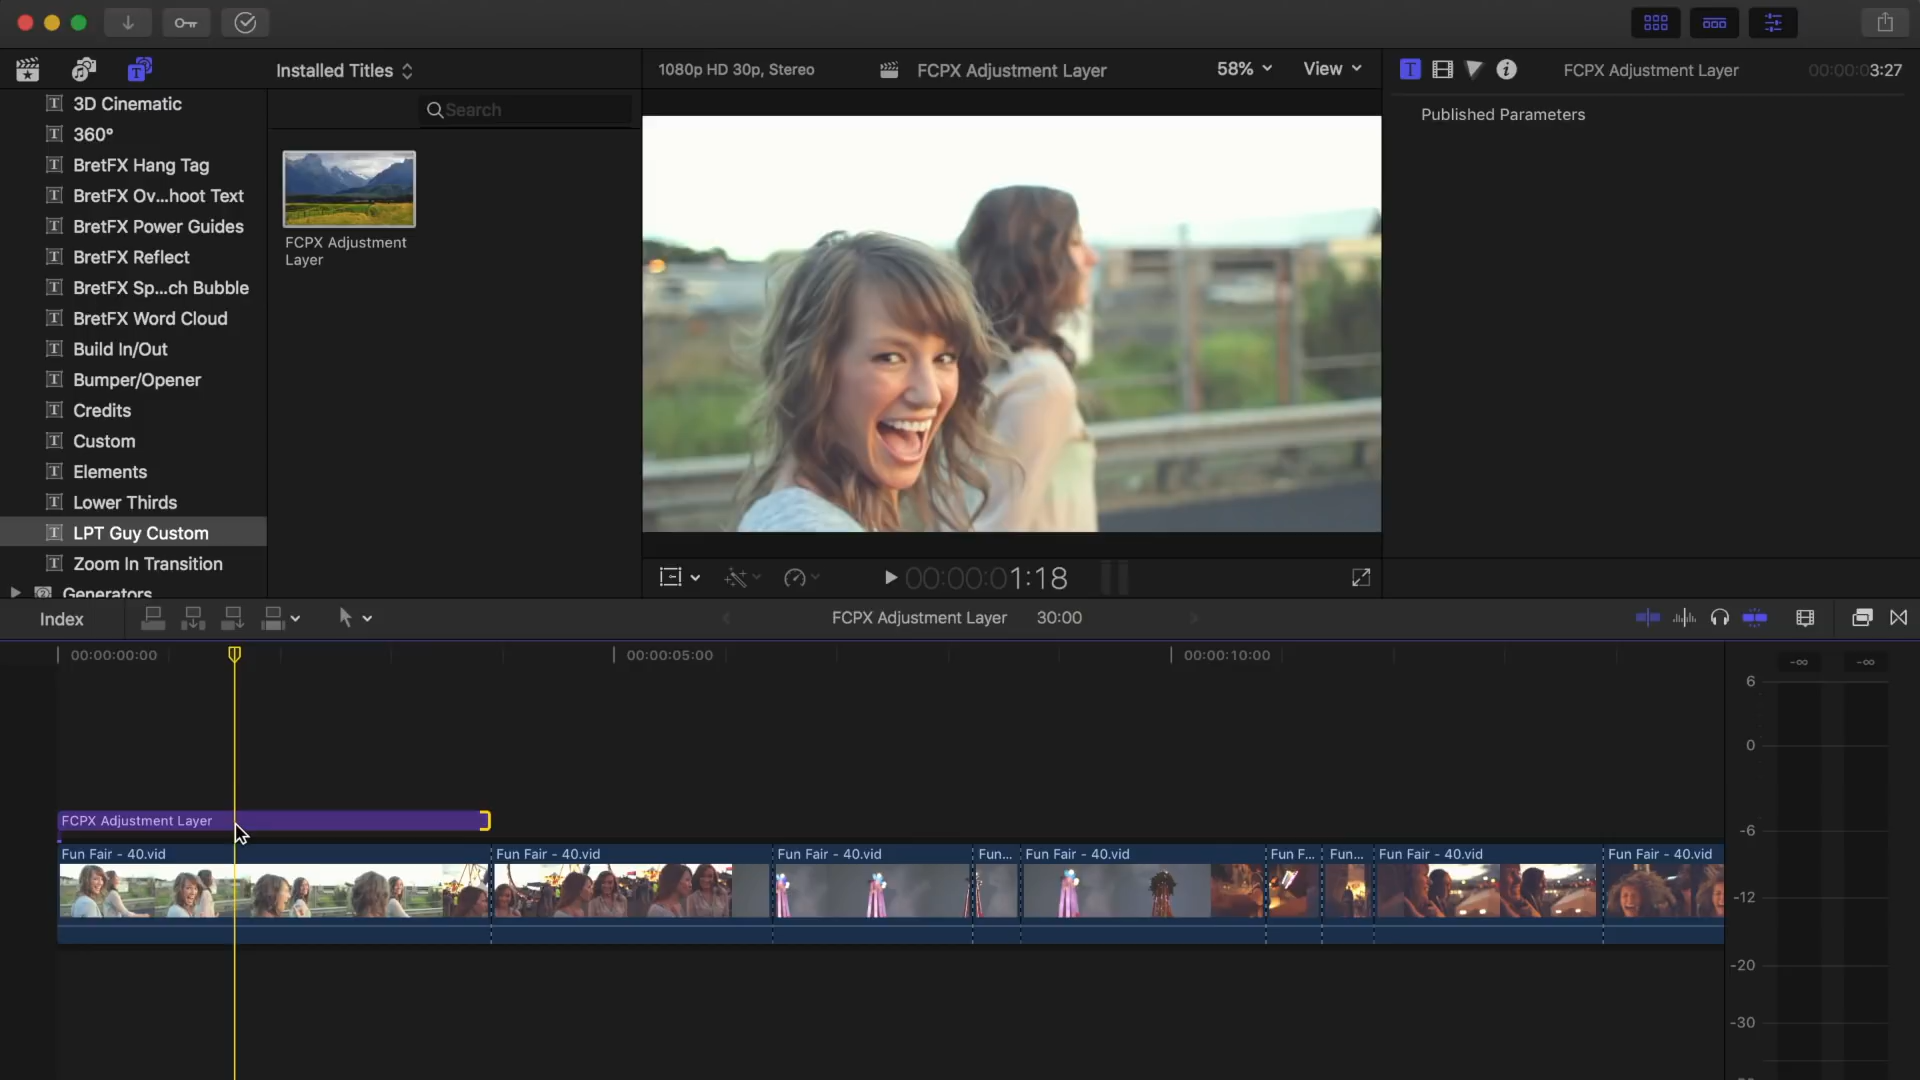 Installed Titles
1080p HD 30p, Stereo
FCPX Adjustment Layer
58%
View
FCPX Adjustment Layer
00:00:03:27
Search
Published Parameters
3D Cinematic
360°
BretFX Hang Tag
BretFX Ov...hoot Text
BretFX Power Guides
BretFX Reflect
BretFX Sp...ch Bubble
BretFX Word Cloud
Build In/Out
Bumper/Opener
Credits
Custom
Elements
Lower Thirds
LPT Guy Custom
Zoom In Transition
Generators
FCPX Adjustment
Layer
00:00:01:18
Index
FCPX Adjustment Layer
30:00
00:00:00:00
00:00:05:00
00:00:10:00
FCPX Adjustment Layer
Fun Fair - 40.vid
Fun Fair - 40.vid
Fun Fair - 40.vid
Fun...
Fun Fair - 40.vid
Fun F...
Fun...
Fun Fair - 40.vid
Fun Fair - 40.vid
-∞
-∞
6
0
-6
-12
-20
-30